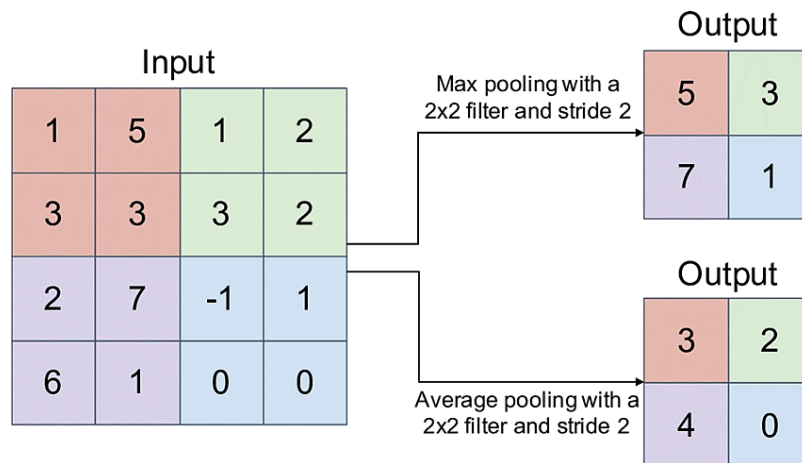 Input
1 5 1 2
3 3 3 2
2 7 -1 1
6 1 0 0
Max pooling with a
2x2 filter and stride 2
Output
5 3
7 1
Average pooling with a
2x2 filter and stride 2
Output
3 2
4 0